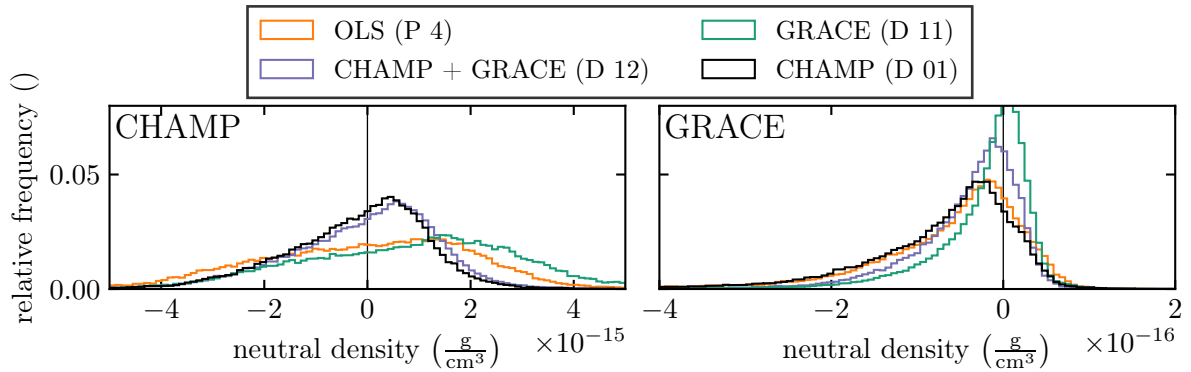 OLS (P 4)
GRACE (D 11)
CHAMP + GRACE (D 12)
CHAMP (D 01)
relative frequency ()
0.05
0.00
CHAMP
−4
−2
0
2
4
×10−15
neutral density (g/cm³)
GRACE
−4
−2
0
2
×10−16
neutral density (g/cm³)